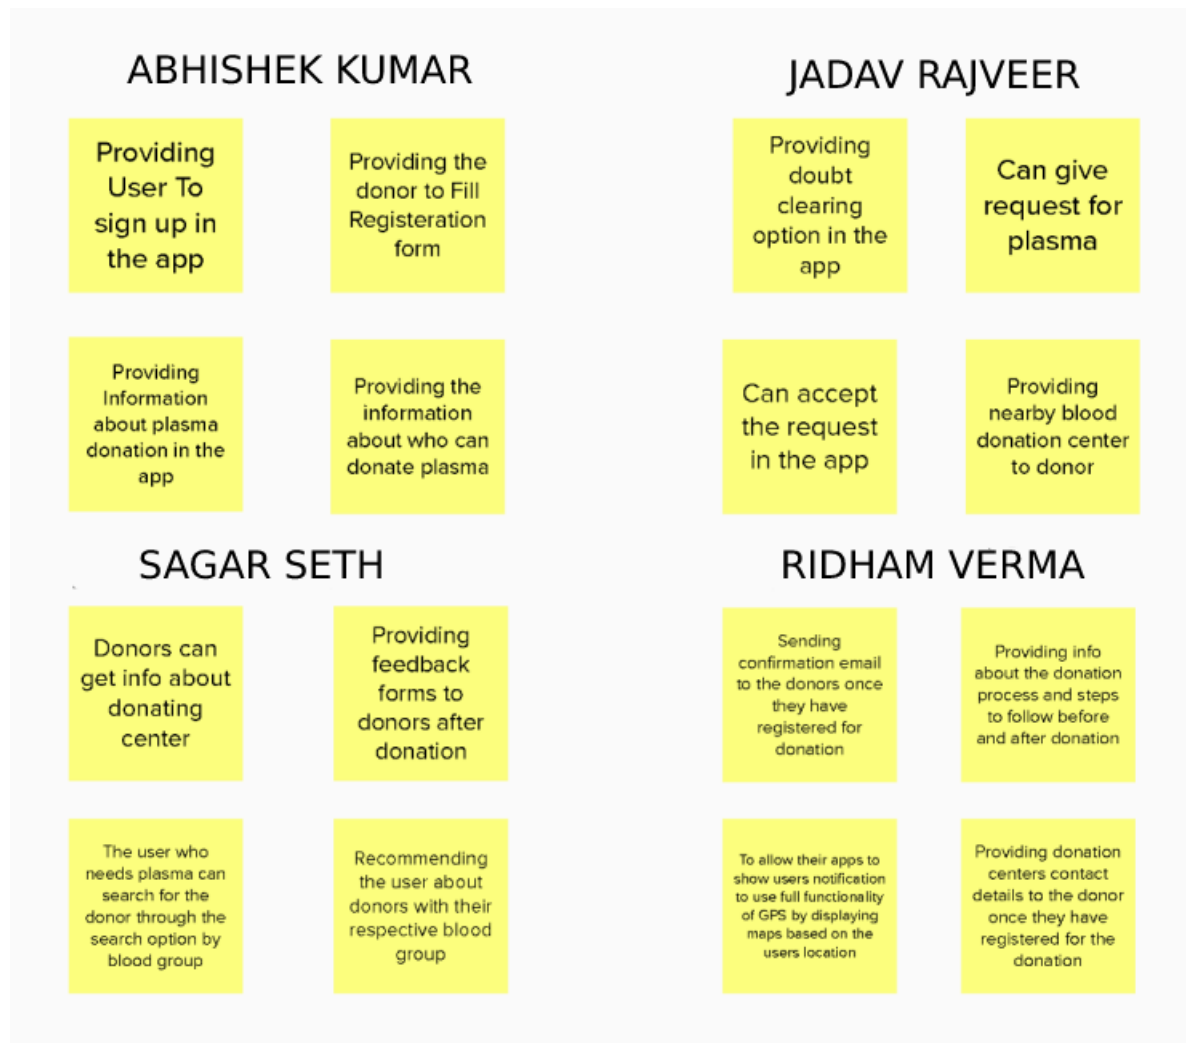 ABHISHEK KUMAR
Providing
User To
sign up in
the app
Providing the
donor to Fill
Registeration
form
Providing
Information
about plasma
donation in the
app
Providing the
information
about who can
donate plasma
JADAV RAJVEER
Providing
doubt
clearing
option in the
app
Can give
request for
plasma
Can accept
the request
in the app
Providing
nearby blood
donation center
to donor
SAGAR SETH
Donors can
get info about
donating
center
Providing
feedback
forms to
donors after
donation
The user who
needs plasma can
search for the
donor through the
search option by
blood group
Recommending
the user about
donors with their
respective blood
group
RIDHAM VERMA
Sending
confirmation email
to the donors once
they have
registered for
donation
Providing info
about the donation
process and steps
to follow before
and after donation
To allow their apps to
show users notification
to use full functionality
of GPS by displaying
maps based on the
users location
Providing donation
centers contact
details to the donor
once they have
registered for the
donation